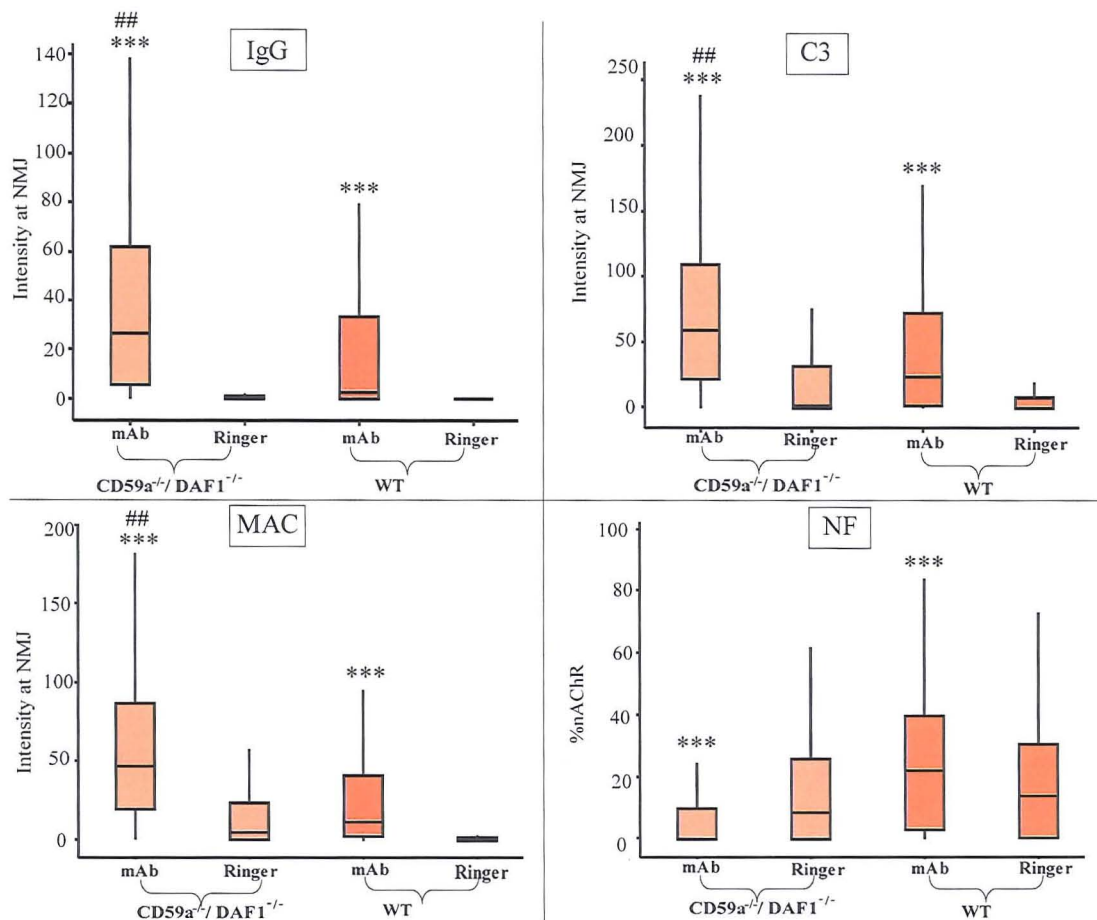 ##
***
IgG
140
120
100
80
60
40
20
0
Intensity at NMJ
***
mAb Ringer mAb Ringer
CD59a⁻/⁻/ DAF1⁻/⁻ WT
##
***
C3
250
200
150
100
50
0
Intensity at NMJ
***
mAb Ringer mAb Ringer
CD59a⁻/⁻/ DAF1⁻/⁻ WT
##
***
MAC
200
150
100
50
0
Intensity at NMJ
***
mAb Ringer mAb Ringer
CD59a⁻/⁻/ DAF1⁻/⁻ WT
NF
100
80
60
40
20
0
%nAChR
***
***
mAb Ringer mAb Ringer
CD59a⁻/⁻/ DAF1⁻/⁻ WT